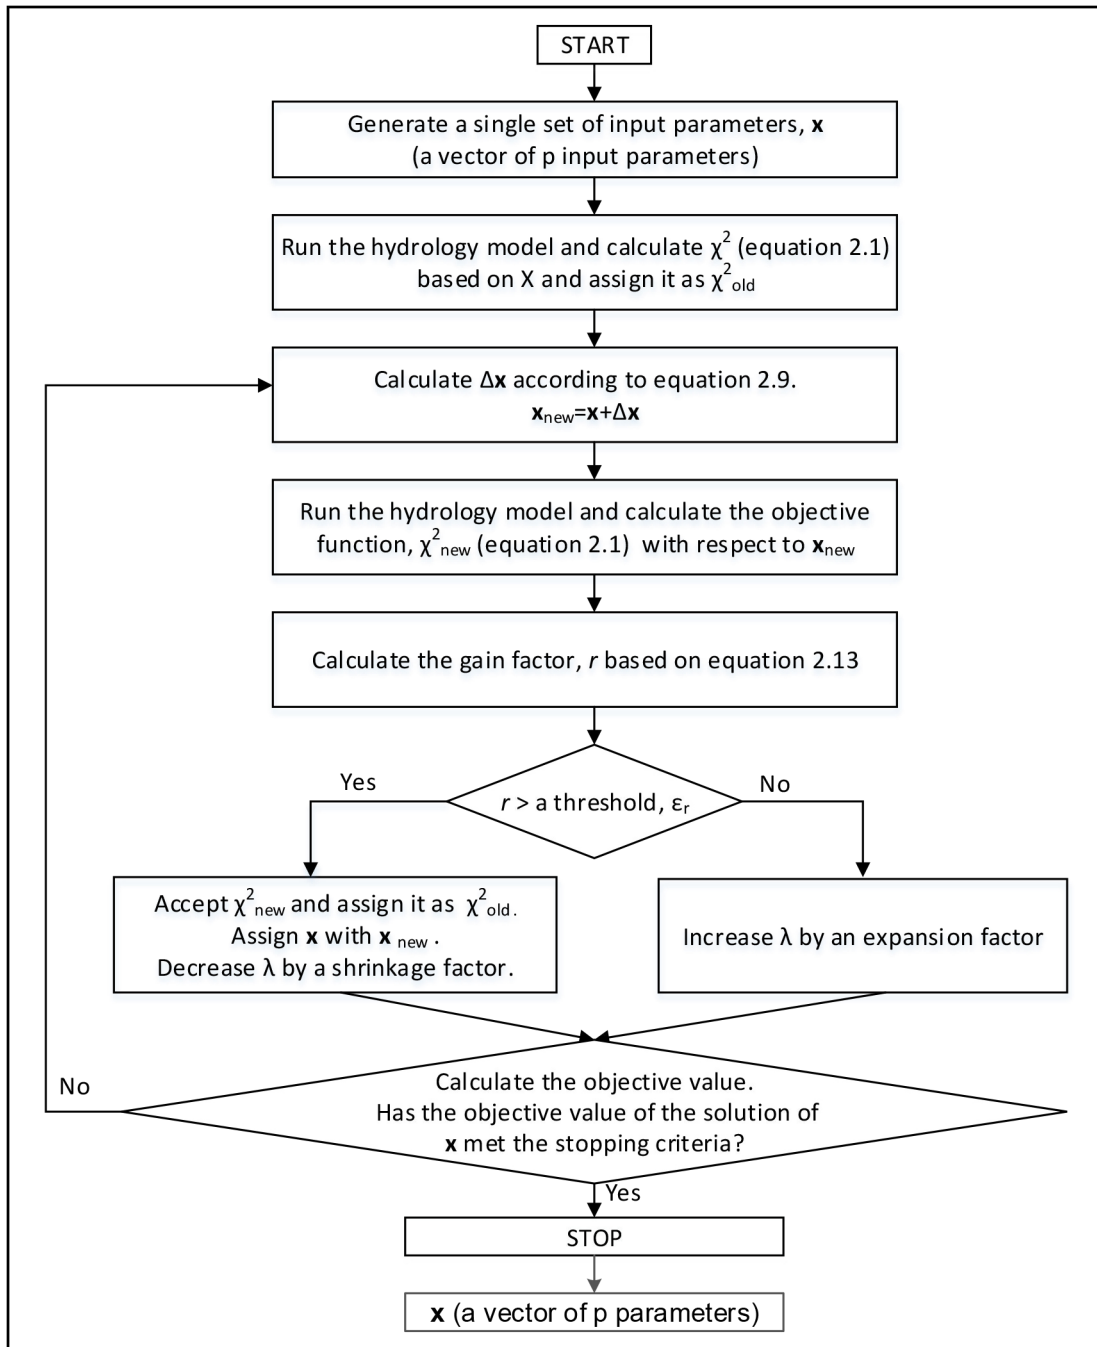 START
Generate a single set of input parameters, x
(a vector of p input parameters)
Run the hydrology model and calculate χ² (equation 2.1)
based on X and assign it as χ²old
Calculate Δx according to equation 2.9.
xnew=x+Δx
Run the hydrology model and calculate the objective
function, χ²new (equation 2.1) with respect to xnew
Calculate the gain factor, r based on equation 2.13
Yes
No
r > a threshold, εr
Accept χ²new and assign it as χ²old.
Assign x with x new .
Decrease λ by a shrinkage factor.
Increase λ by an expansion factor
No
Calculate the objective value.
Has the objective value of the solution of
x met the stopping criteria?
Yes
STOP
x (a vector of p parameters)